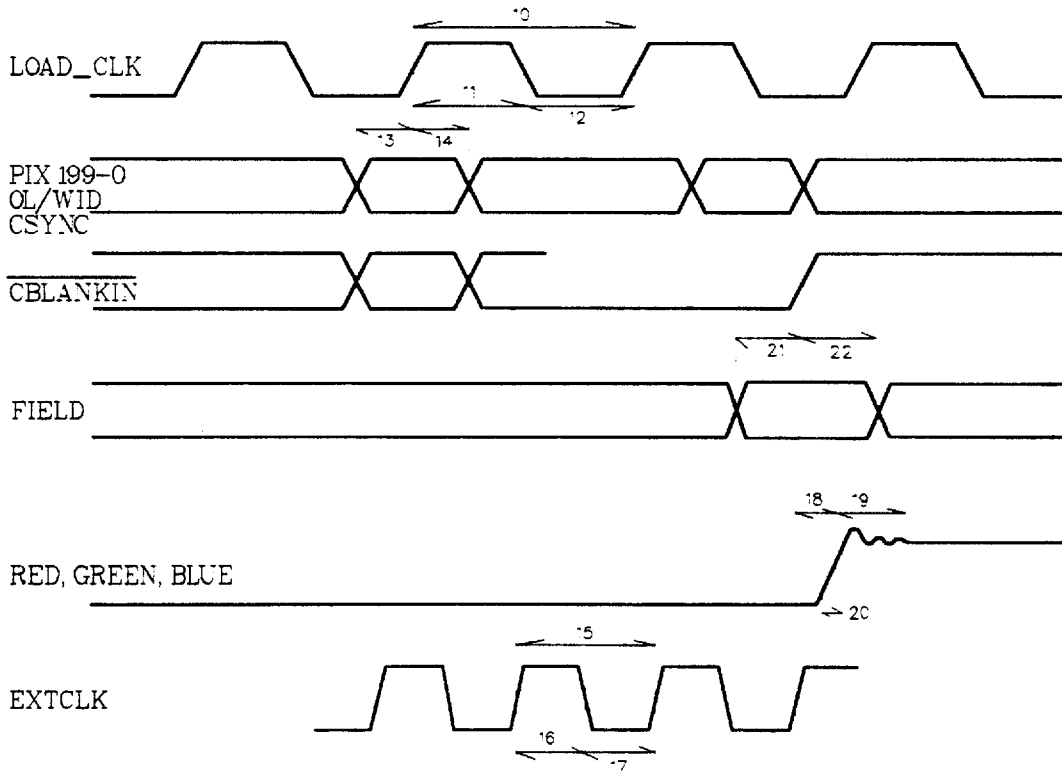 10
LOAD_CLK
11
12
13
14
PIX 199-0
OL/WID
CSYNC
CBLANKIN
21
22
FIELD
18
19
RED, GREEN, BLUE
20
15
EXTCLK
16
17